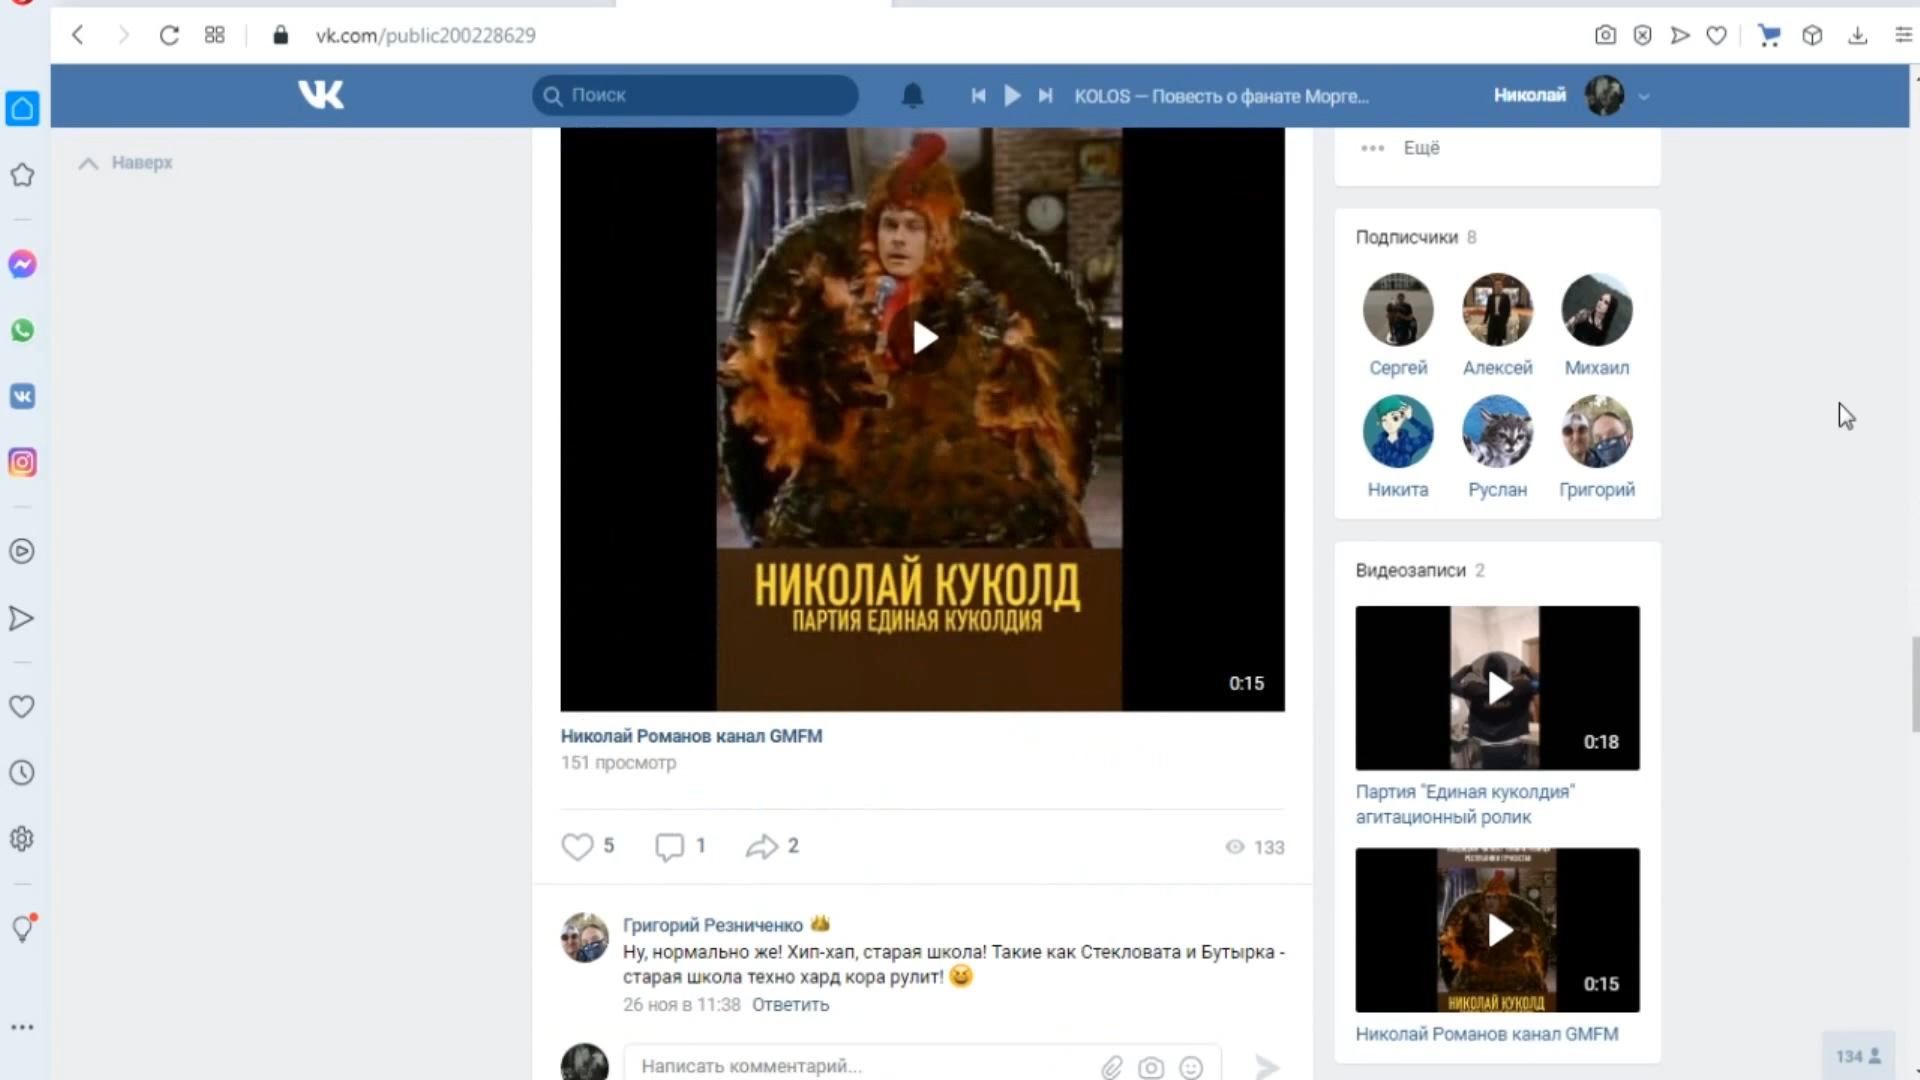 vk.com/public200228629
Поиск
KOLOS — Повесть о фанате Морге...
Николай
Наверх
Ещё
Подписчики 8
Сергей
Алексей
Михаил
Никита
Руслан
Григорий
НИКОЛАЙ КУКОЛД
ПАРТИЯ ЕДИНАЯ КУКОЛДИЯ
0:15
Николай Романов канал GMFM
151 просмотр
5
1
2
133
Григорий Резниченко
Ну, нормально же! Хип-хап, старая школа! Такие как Стекловата и Бутырка -
старая школа техно хард кора рулит!
26 ноя в 11:38 Ответить
Написать комментарий...
Видеозаписи 2
0:18
Партия "Единая куколдия"
агитационный ролик
0:15
НИКОЛАЙ КУКОЛД
Николай Романов канал GMFM
134